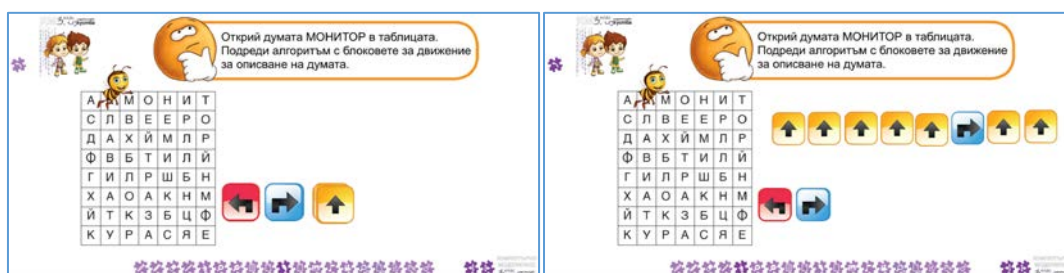 Открий думата МОНИТОР в таблицата.
Подреди алгоритъм с блоковете за движение
за описване на думата.
А М О Н И Т
С Л В Е Е Р О
Д А Х Й М Л Р
Ф В Б Т И Л Й
Г И Л Р Ш Б Н
Х А О А К Н М
Й Т К З Б Ц Ф
К У Р А С Я Е
Открий думата МОНИТОР в таблицата.
Подреди алгоритъм с блоковете за движение
за описване на думата.
А М О Н И Т
С Л В Е Е Р О
Д А Х Й М Л Р
Ф В Б Т И Л Й
Г И Л Р Ш Б Н
Х А О А К Н М
Й Т К З Б Ц Ф
К У Р А С Я Е